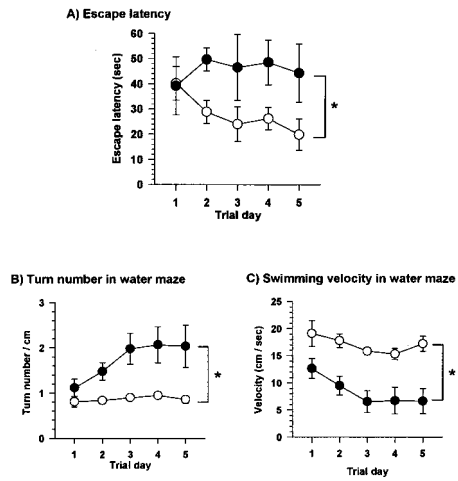 A) Escape latency
Escape latency (sec)
60
50
40
30
20
10
0
*
1 2 3 4 5
Trial day
B) Turn number in water maze
Turn number / cm
3
2
1
0
*
1 2 3 4 5
Trial day
C) Swimming velocity in water maze
Velocity (cm / sec)
25
20
15
10
5
0
*
1 2 3 4 5
Trial day